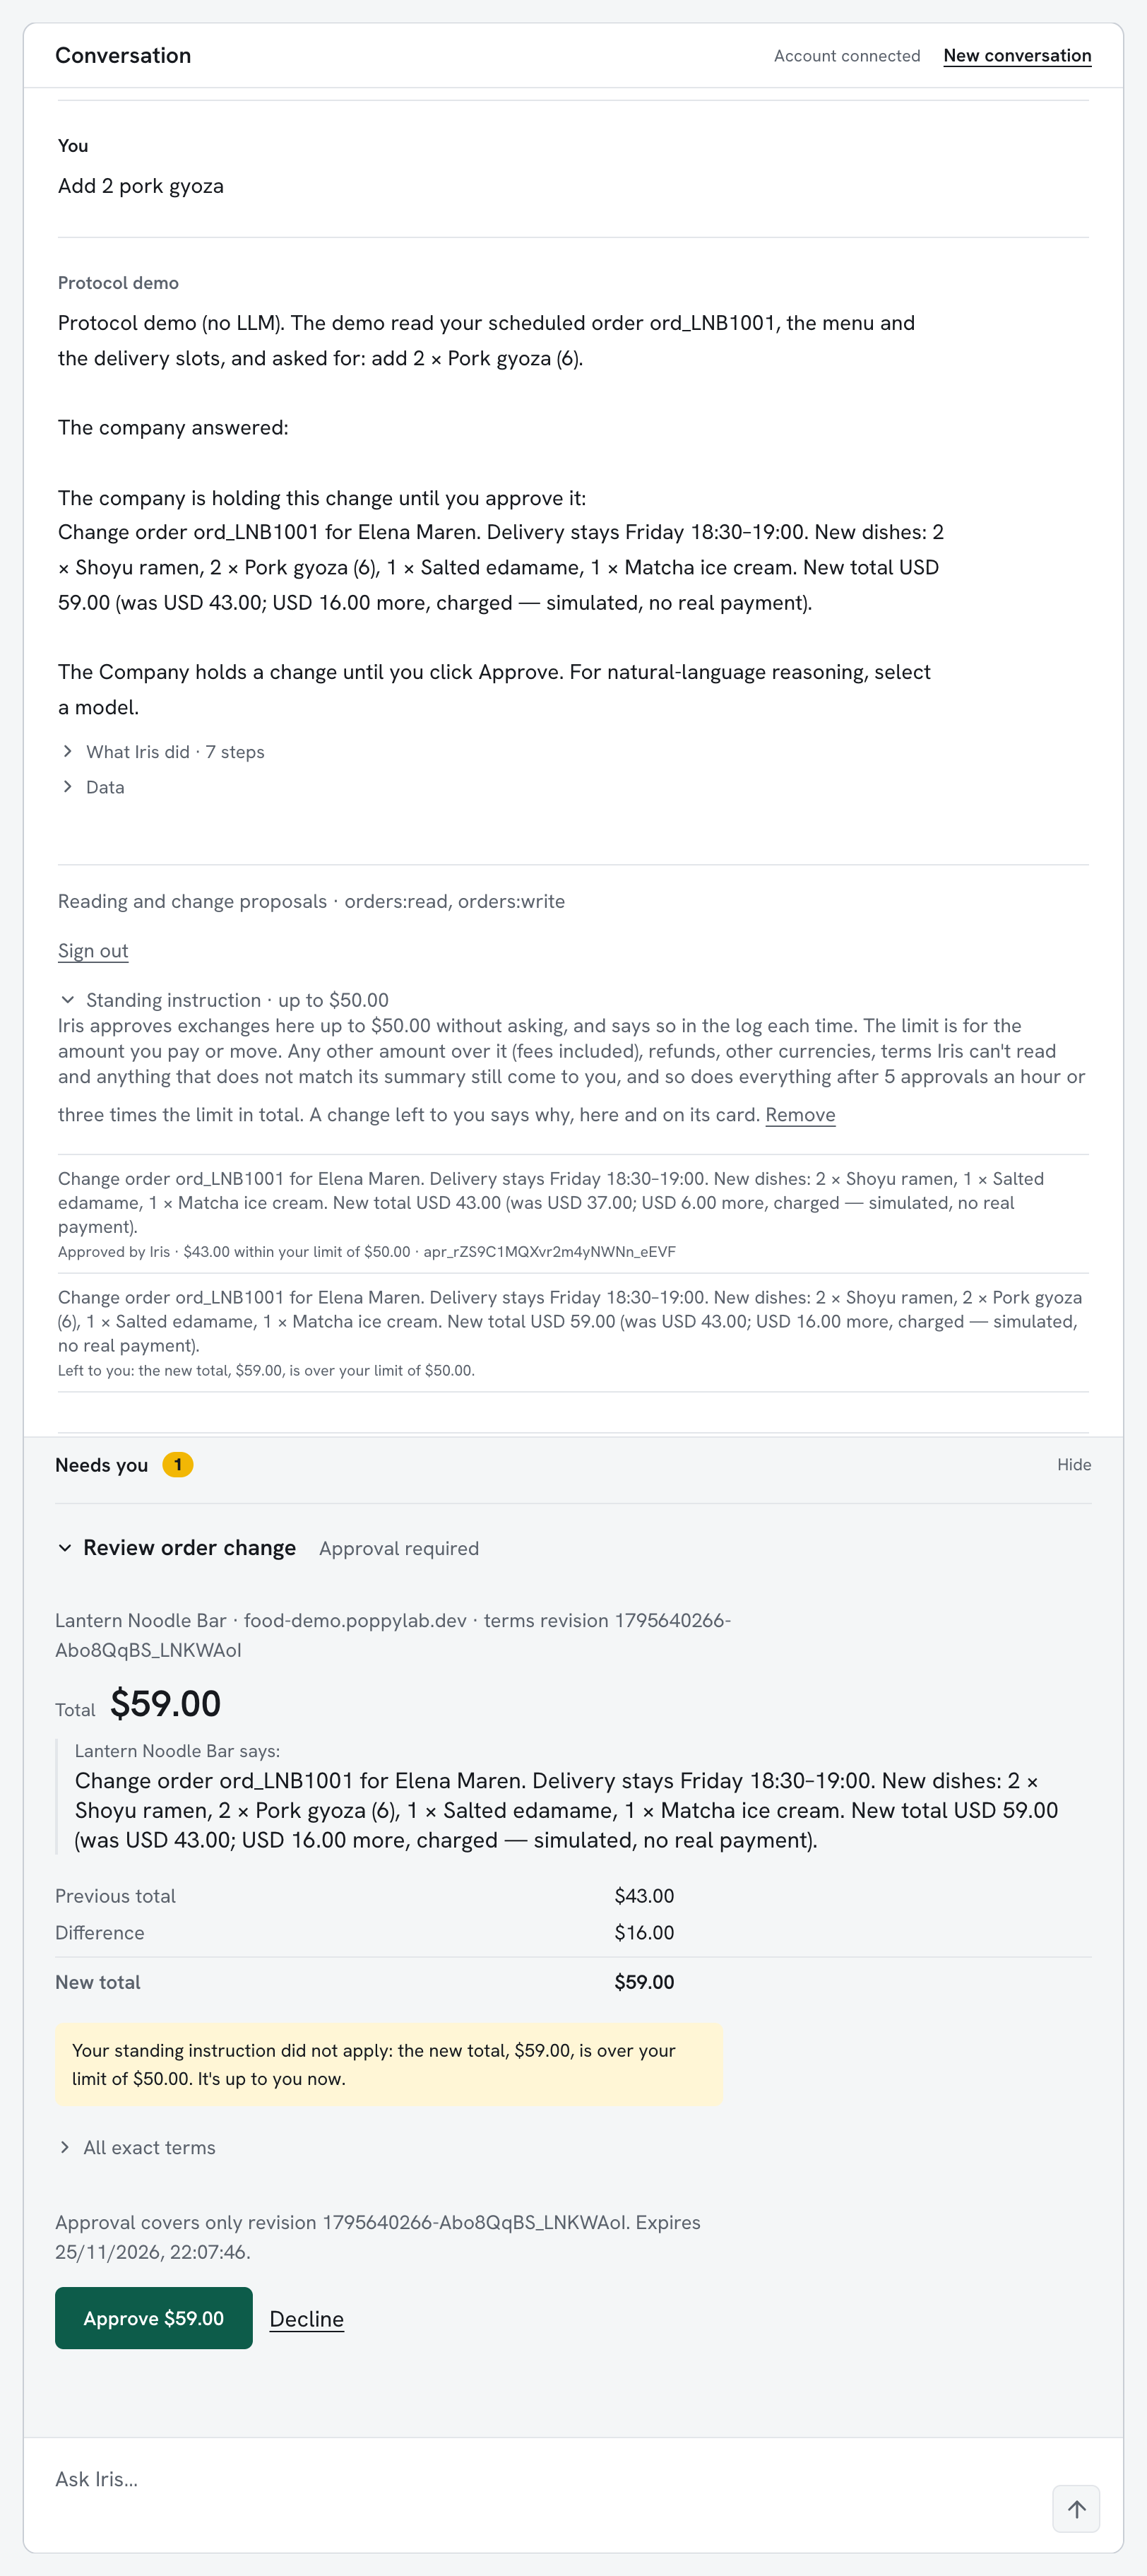 Conversation
Account connected
New conversation
You
Add 2 pork gyoza
Protocol demo
Protocol demo (no LLM). The demo read your scheduled order ord_LNB1001, the menu and
the delivery slots, and asked for: add 2 × Pork gyoza (6).
The company answered:
The company is holding this change until you approve it:
Change order ord_LNB1001 for Elena Maren. Delivery stays Friday 18:30–19:00. New dishes: 2
× Shoyu ramen, 2 × Pork gyoza (6), 1 × Salted edamame, 1 × Matcha ice cream. New total USD
59.00 (was USD 43.00; USD 16.00 more, charged — simulated, no real payment).
The Company holds a change until you click Approve. For natural-language reasoning, select
a model.
What Iris did · 7 steps
Data
Reading and change proposals · orders:read, orders:write
Sign out
Standing instruction · up to $50.00
Iris approves exchanges here up to $50.00 without asking, and says so in the log each time. The limit is for the
amount you pay or move. Any other amount over it (fees included), refunds, other currencies, terms Iris can't read
and anything that does not match its summary still come to you, and so does everything after 5 approvals an hour or
three times the limit in total. A change left to you says why, here and on its card. Remove
Change order ord_LNB1001 for Elena Maren. Delivery stays Friday 18:30–19:00. New dishes: 2 × Shoyu ramen, 1 × Salted
edamame, 1 × Matcha ice cream. New total USD 43.00 (was USD 37.00; USD 6.00 more, charged — simulated, no real
payment).
Approved by Iris · $43.00 within your limit of $50.00 · apr_rZS9C1MQXvr2m4yNWNn_eEVF
Change order ord_LNB1001 for Elena Maren. Delivery stays Friday 18:30–19:00. New dishes: 2 × Shoyu ramen, 2 × Pork gyoza
(6), 1 × Salted edamame, 1 × Matcha ice cream. New total USD 59.00 (was USD 43.00; USD 16.00 more, charged — simulated,
no real payment).
Left to you: the new total, $59.00, is over your limit of $50.00.
Needs you 1
Hide
Review order change Approval required
Lantern Noodle Bar · food-demo.poppylab.dev · terms revision 1795640266-
Abo8QqBS_LNKWAoI
Total $59.00
Lantern Noodle Bar says:
Change order ord_LNB1001 for Elena Maren. Delivery stays Friday 18:30–19:00. New dishes: 2 ×
Shoyu ramen, 2 × Pork gyoza (6), 1 × Salted edamame, 1 × Matcha ice cream. New total USD 59.00
(was USD 43.00; USD 16.00 more, charged — simulated, no real payment).
Previous total $43.00
Difference $16.00
New total $59.00
Your standing instruction did not apply: the new total, $59.00, is over your
limit of $50.00. It's up to you now.
All exact terms
Approval covers only revision 1795640266-Abo8QqBS_LNKWAoI. Expires
25/11/2026, 22:07:46.
Approve $59.00
Decline
Ask Iris...